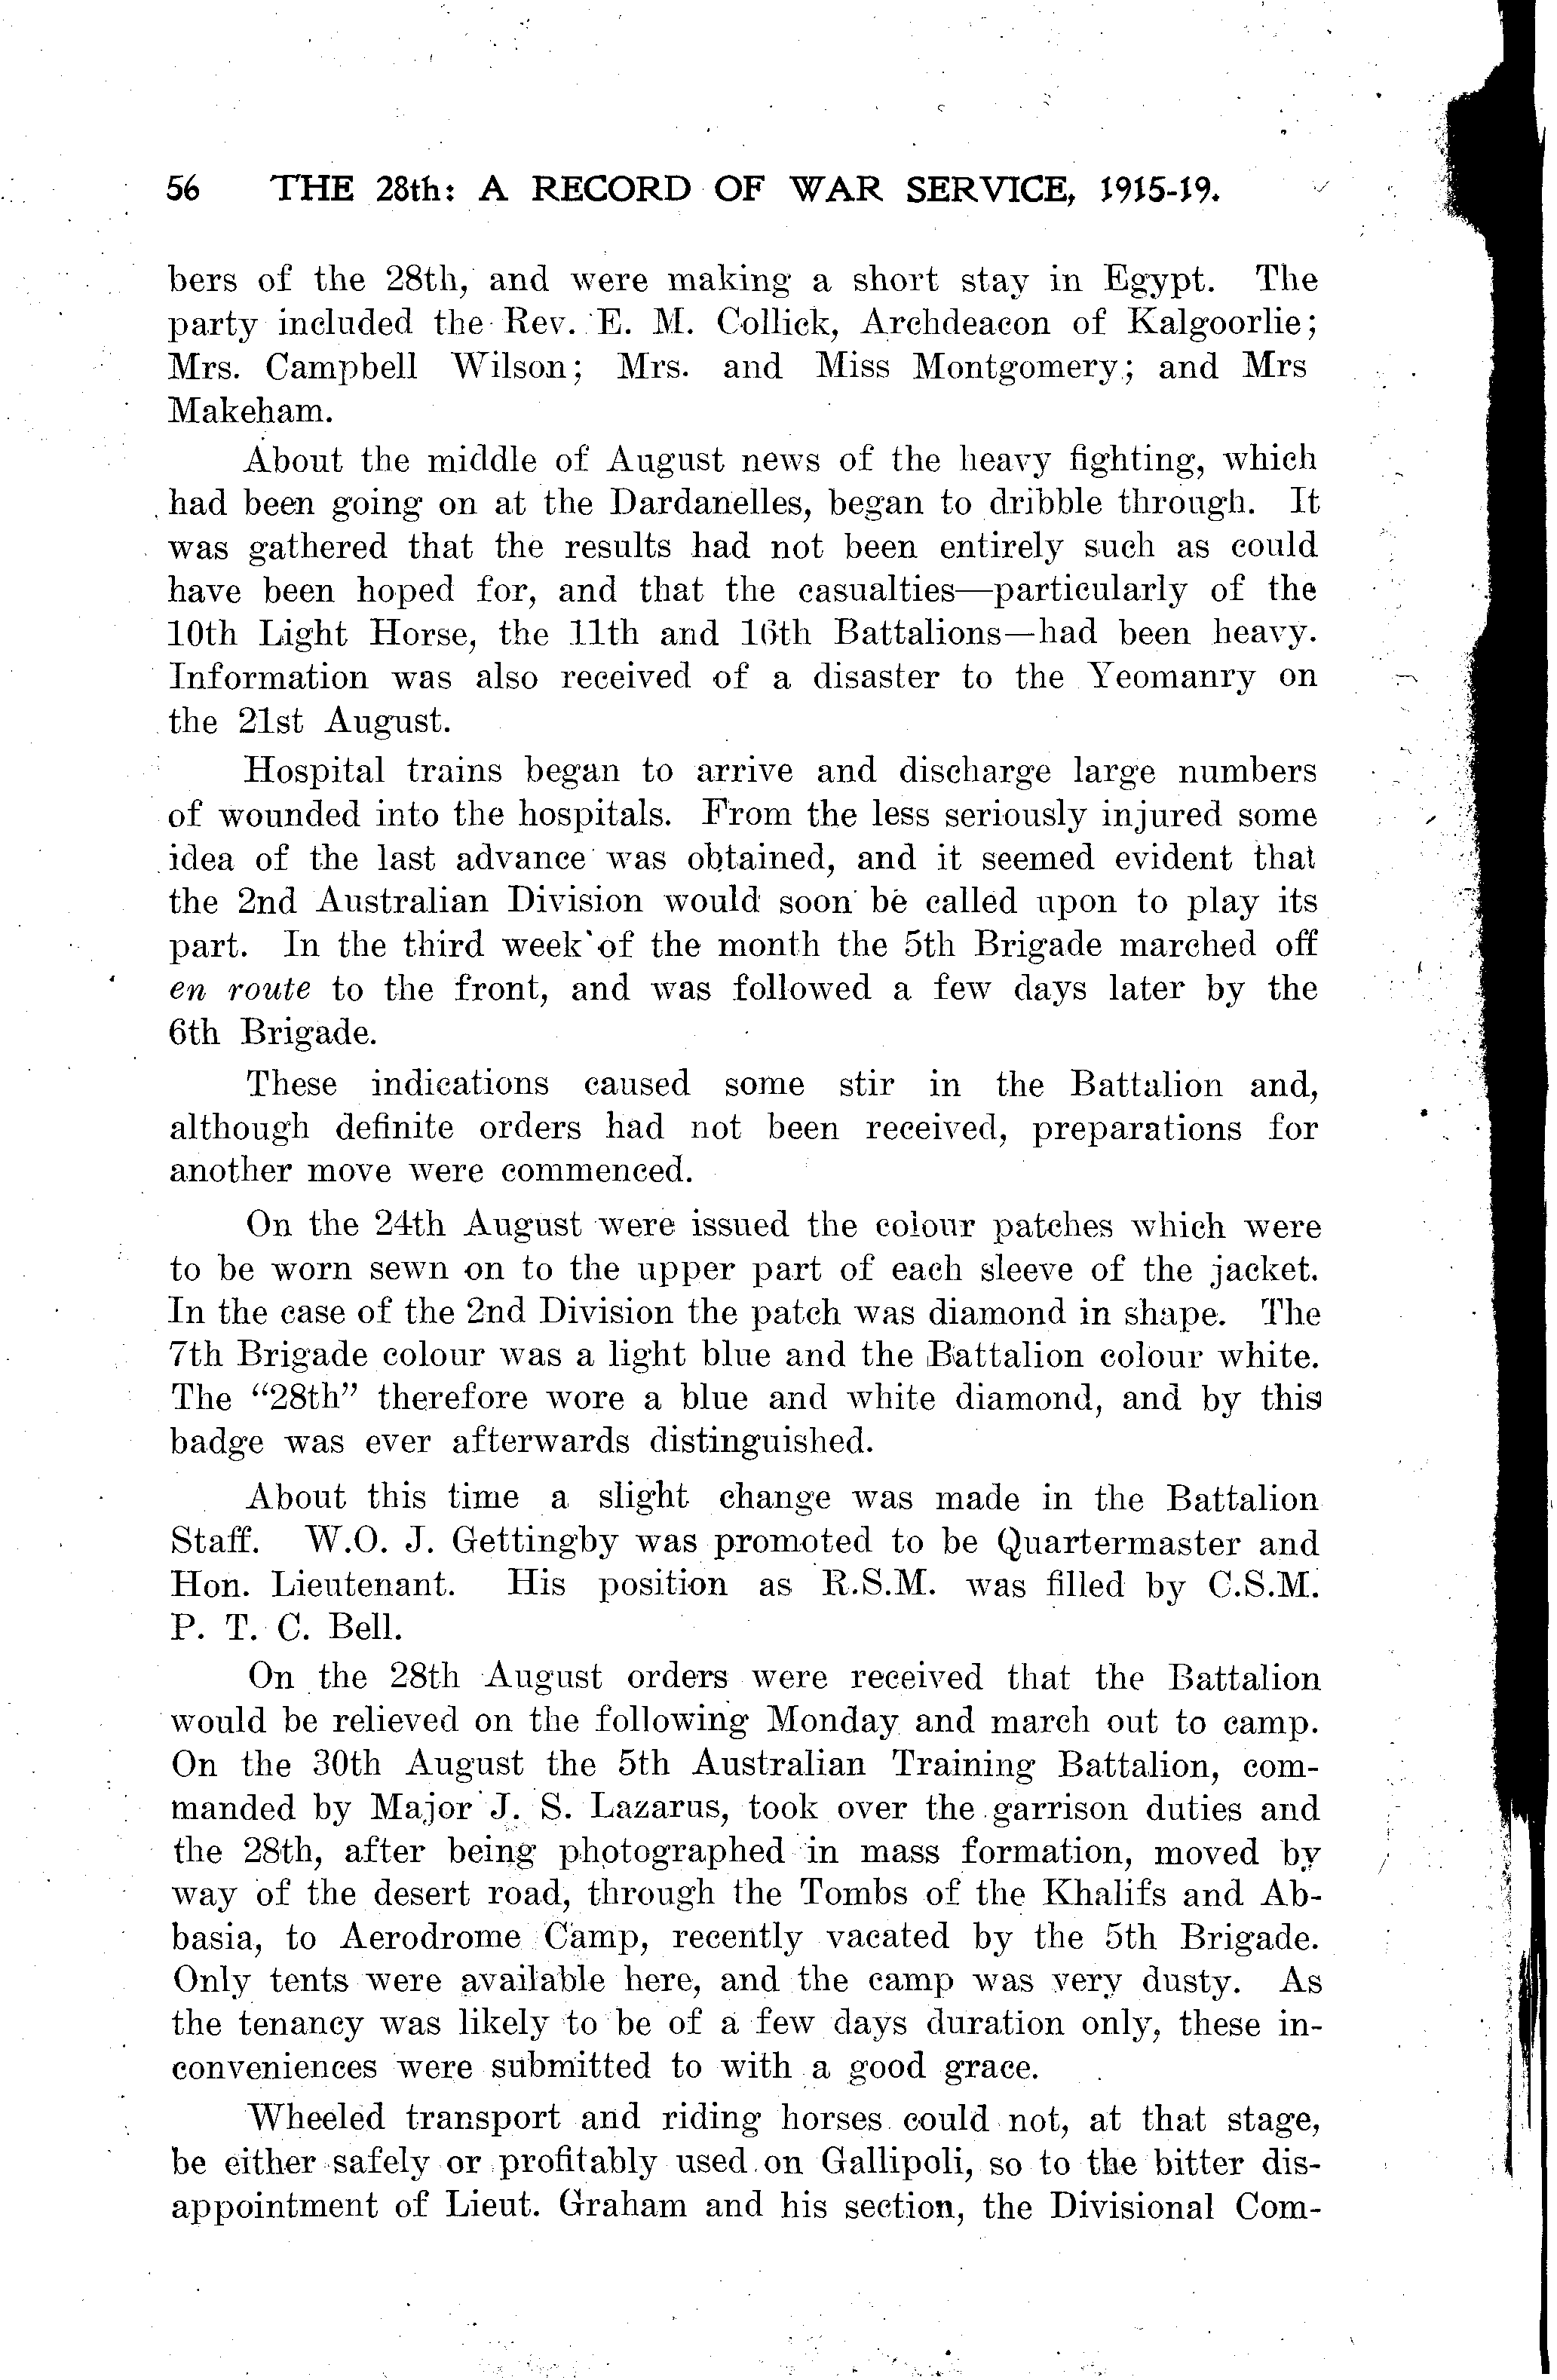 56 THE 28th: A RECORD OF WAR SERVICE, 1915-19.
bers of the 28th, and were making a short stay in Egypt. The
party included the Rev. E. M. Collick, Archdeacon of Kalgoorlie;
Mrs. Campbell Wilson; Mrs. and Miss Montgomery; and Mrs
Makeham.
About the middle of August news of the heavy fighting, which
had been going on at the Dardanelles, began to dribble through. It
was gathered that the results had not been entirely such as could
have been hoped for, and that the casualties—particularly of the
10th Light Horse, the 11th and 16th Battalions—had been heavy.
Information was also received of a disaster to the Yeomanry on
the 21st August.
Hospital trains began to arrive and discharge large numbers
of wounded into the hospitals. From the less seriously injured some
idea of the last advance was obtained, and it seemed evident that
the 2nd Australian Division would soon be called upon to play its
part. In the third week of the month the 5th Brigade marched off
en route to the front, and was followed a few days later by the
6th Brigade.
These indications caused some stir in the Battalion and,
although definite orders had not been received, preparations for
another move were commenced.
On the 24th August were issued the colour patches which were
to be worn sewn on to the upper part of each sleeve of the jacket.
In the case of the 2nd Division the patch was diamond in shape. The
7th Brigade colour was a light blue and the Battalion colour white.
The "28th" therefore wore a blue and white diamond, and by this
badge was ever afterwards distinguished.
About this time a slight change was made in the Battalion
Staff. W.O. J. Gettingby was promoted to be Quartermaster and
Hon. Lieutenant. His position as R.S.M. was filled by C.S.M.
P. T. C. Bell.
On the 28th August orders were received that the Battalion
would be relieved on the following Monday and march out to camp.
On the 30th August the 5th Australian Training Battalion, com-
manded by Major J. S. Lazarus, took over the garrison duties and
the 28th, after being photographed in mass formation, moved by
way of the desert road, through the Tombs of the Khalifs and Ab-
basia, to Aerodrome Camp, recently vacated by the 5th Brigade.
Only tents were available here, and the camp was very dusty. As
the tenancy was likely to be of a few days duration only, these in-
conveniences were submitted to with a good grace.
Wheeled transport and riding horses could not, at that stage,
be either safely or profitably used on Gallipoli, so to the bitter dis-
appointment of Lieut. Graham and his section, the Divisional Com-